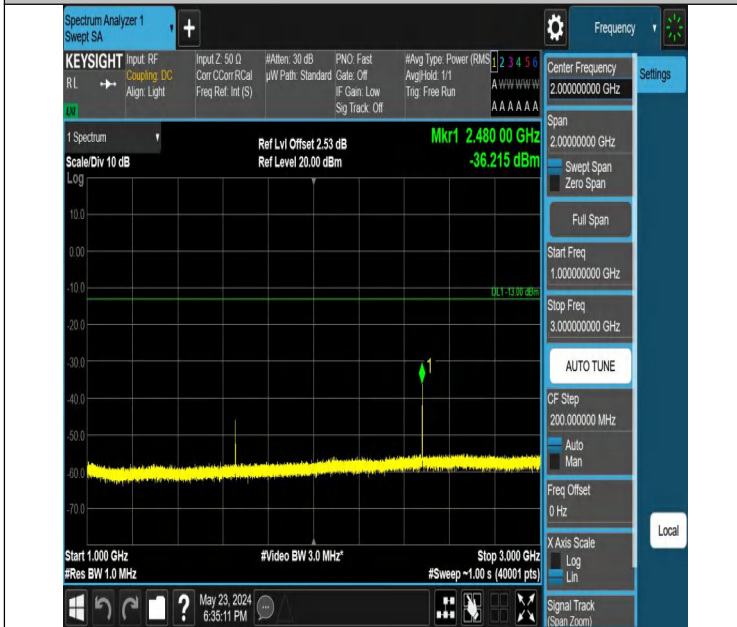 Spectrum Analyzer 1
Swept SA
+
Frequency
KEYSIGHT
RL
LXI
Input: RF
Coupling: DC
Align: Light
Input Z: 50 Ω
Corr CCorr RCal
Freq Ref: Int (S)
#Atten: 30 dB
µW Path: Standard
PNO: Fast
Gate: Off
IF Gain: Low
Sig Track: Off
#Avg Type: Power (RMS
Avg|Hold: 1/1
Trig: Free Run
1 2 3 4 5 6
A W W W W W
A A A A A A
1 Spectrum
Scale/Div 10 dB
Log
Ref Lvl Offset 2.53 dB
Ref Level 20.00 dBm
Mkr1 2.480 00 GHz
-36.215 dBm
10.0
0.00
-10.0
DL1 -13.00 dBm
-20.0
-30.0
1
-40.0
-50.0
-60.0
-70.0
Start 1.000 GHz
#Video BW 3.0 MHz*
Stop 3.000 GHz
#Res BW 1.0 MHz
#Sweep ~1.00 s (40001 pts)
?
May 23, 2024
6:35:11 PM
Center Frequency
2.000000000 GHz
Settings
Span
2.00000000 GHz
Swept Span
Zero Span
Full Span
Start Freq
1.000000000 GHz
Stop Freq
3.000000000 GHz
AUTO TUNE
CF Step
200.000000 MHz
Auto
Man
Freq Offset
0 Hz
X Axis Scale
Log
Lin
Local
Signal Track
(Span Zoom)